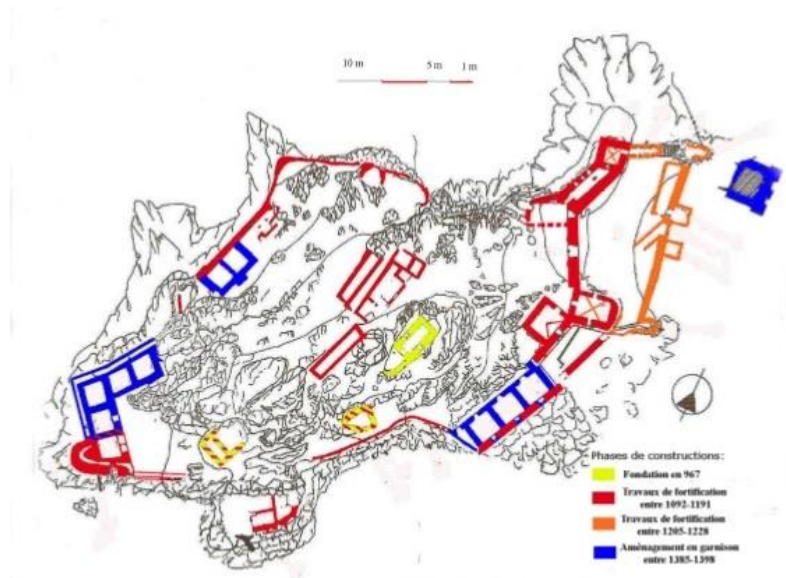 10 m 5 m 1 m
Phases de constructions:
Fondation en 967
Travaux de fortification
entre 1092-1191
Travaux de fortification
entre 1205-1228
Aménagement en garnison
entre 1385-1398